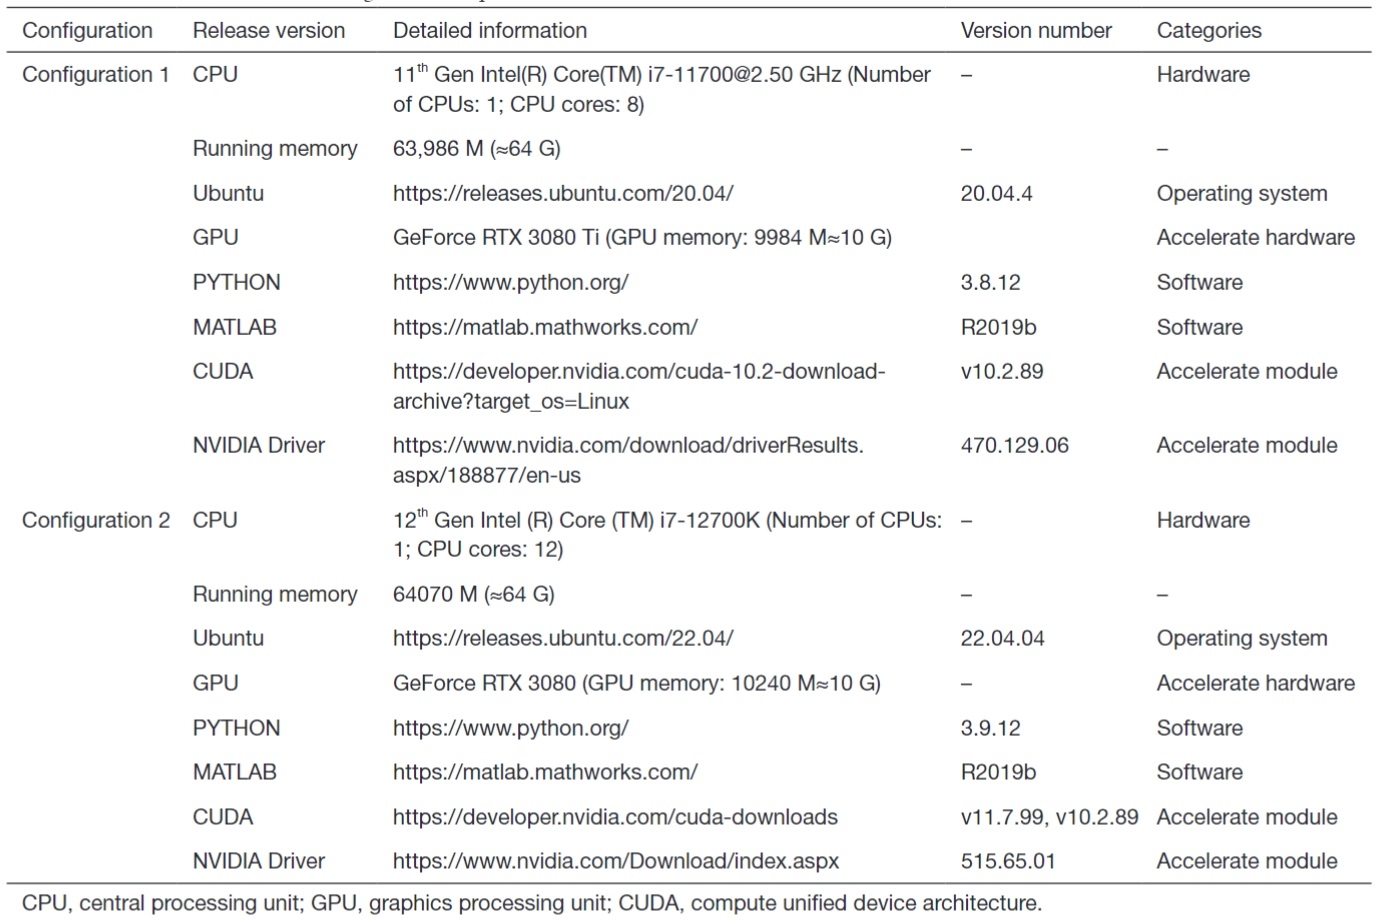 Configuration Release version Detailed information Version number Categories
Configuration 1 CPU 11th Gen Intel(R) Core(TM) i7-11700@2.50 GHz (Number – Hardware
of CPUs: 1; CPU cores: 8)
Running memory 63,986 M (≈64 G) – –
Ubuntu https://releases.ubuntu.com/20.04/ 20.04.4 Operating system
GPU GeForce RTX 3080 Ti (GPU memory: 9984 M≈10 G) Accelerate hardware
PYTHON https://www.python.org/ 3.8.12 Software
MATLAB https://matlab.mathworks.com/ R2019b Software
CUDA https://developer.nvidia.com/cuda-10.2-download- v10.2.89 Accelerate module
archive?target_os=Linux
NVIDIA Driver https://www.nvidia.com/download/driverResults. 470.129.06 Accelerate module
aspx/188877/en-us
Configuration 2 CPU 12th Gen Intel (R) Core (TM) i7-12700K (Number of CPUs: – Hardware
1; CPU cores: 12)
Running memory 64070 M (≈64 G) – –
Ubuntu https://releases.ubuntu.com/22.04/ 22.04.04 Operating system
GPU GeForce RTX 3080 (GPU memory: 10240 M≈10 G) – Accelerate hardware
PYTHON https://www.python.org/ 3.9.12 Software
MATLAB https://matlab.mathworks.com/ R2019b Software
CUDA https://developer.nvidia.com/cuda-downloads v11.7.99, v10.2.89 Accelerate module
NVIDIA Driver https://www.nvidia.com/Download/index.aspx 515.65.01 Accelerate module
CPU, central processing unit; GPU, graphics processing unit; CUDA, compute unified device architecture.